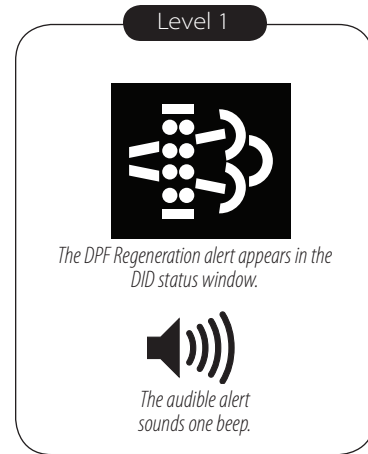 Level 1
The DPF Regeneration alert appears in the
DID status window.
The audible alert
sounds one beep.